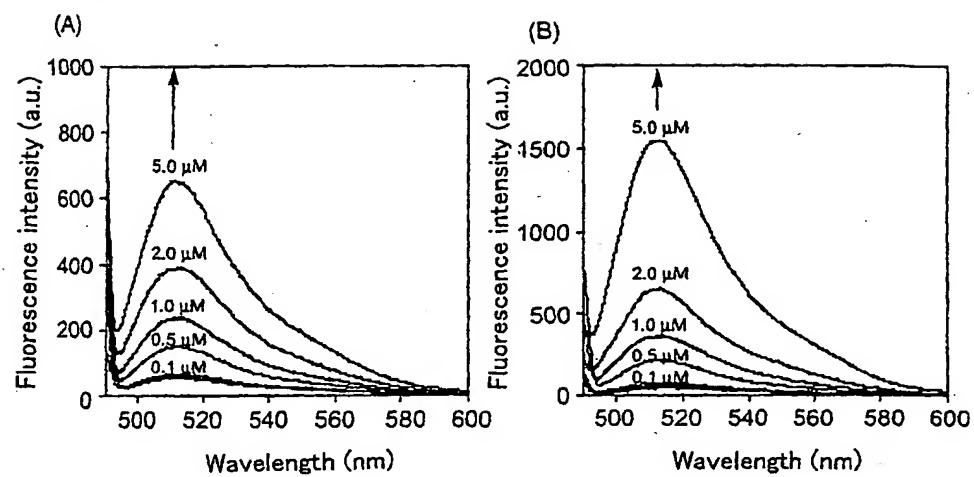 (A)
Fluorescence intensity (a.u.)
1000
800
600
400
200
0
5.0 μM
2.0 μM
1.0 μM
0.5 μM
0.1 μM
500 520 540 560 580 600
Wavelength (nm)
(B)
Fluorescence intensity (a.u.)
2000
1500
1000
500
0
5.0 μM
2.0 μM
1.0 μM
0.5 μM
0.1 μM
500 520 540 560 580 600
Wavelength (nm)